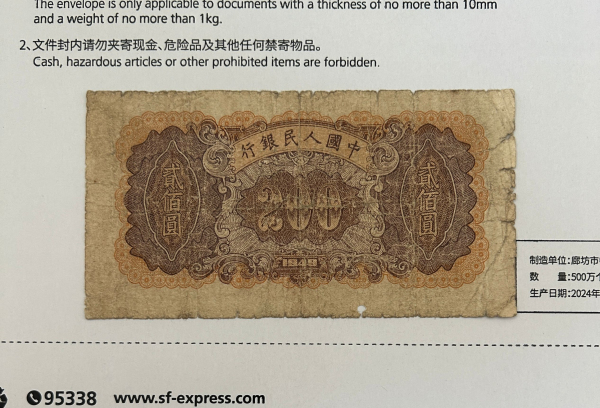 The envelope is only applicable to documents with a thickness of no more than 10mm
and a weight of no more than 1kg.
2、文件封内请勿夹寄现金、危险品及其他任何禁寄物品。
Cash, hazardous articles or other prohibited items are forbidden.
行銀民人國中
貳佰圓
200
貳佰圓
1949
制造单位:廊坊市
数 量:500万个
生产日期:2024年
95338 www.sf-express.com